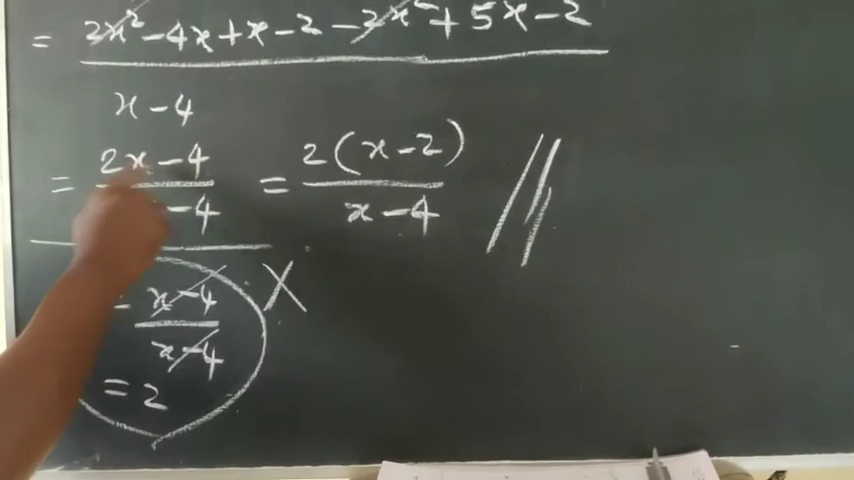 = 2x² - 4x + x - 2 - 2x² + 5x - 2
x - 4
= 2x - 4 = 2(x - 2)
- 4 x - 4
- x - 4 X
x - 4
= 2